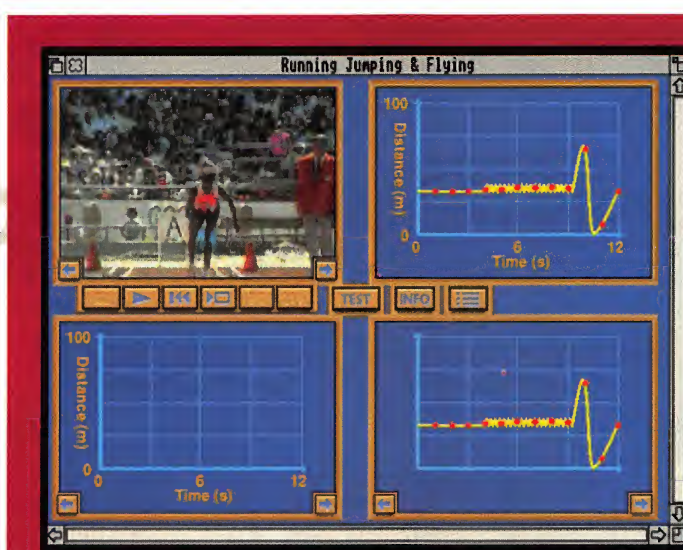 Running Jumping & Flying
100
Distance (m)
0
0 6 12
Time (s)
TEST INFO
100
Distance (m)
0
0 6 12
Time (s)